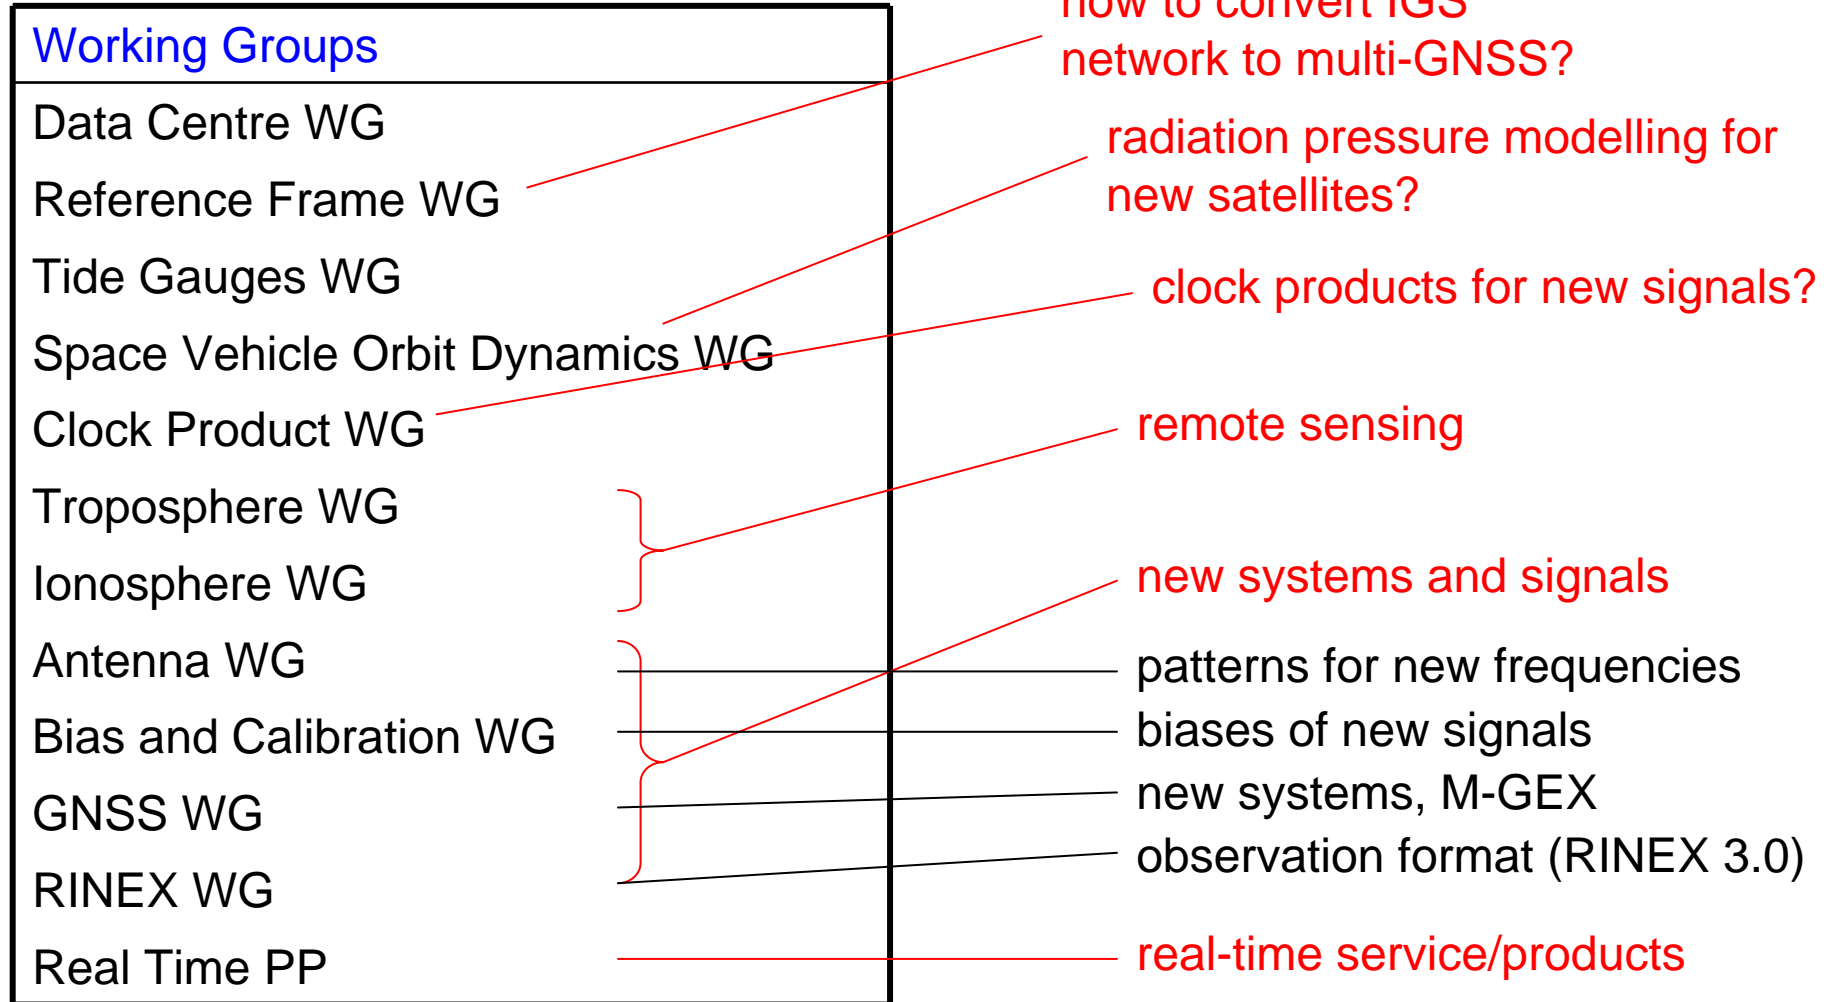 Working Groups
Data Centre WG
Reference Frame WG
Tide Gauges WG
Space Vehicle Orbit Dynamics WG
Clock Product WG
Troposphere WG
Ionosphere WG
Antenna WG
Bias and Calibration WG
GNSS WG
RINEX WG
Real Time PP
how to convert IGS
network to multi-GNSS?
radiation pressure modelling for
new satellites?
clock products for new signals?
remote sensing
new systems and signals
patterns for new frequencies
biases of new signals
new systems, M-GEX
observation format (RINEX 3.0)
real-time service/products